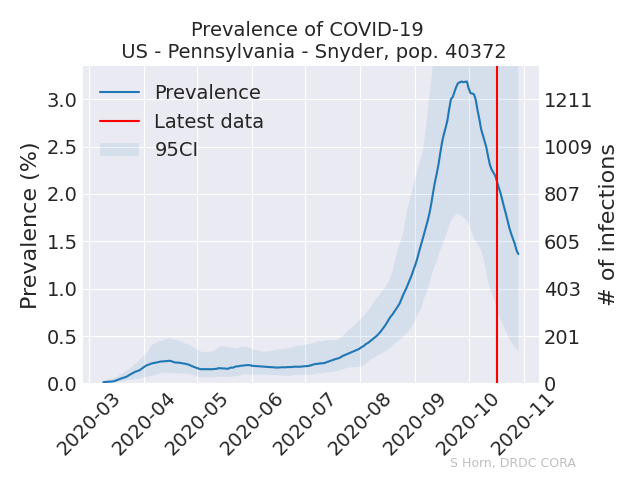 Prevalence of COVID-19
US - Pennsylvania - Snyder, pop. 40372
Prevalence
Latest data
95CI
Prevalence (%)
3.0
2.5
2.0
1.5
1.0
0.5
0.0
1211
1009
807
605
403
201
0
# of infections
2020-03
2020-04
2020-05
2020-06
2020-07
2020-08
2020-09
2020-10
2020-11
S Horn, DRDC CORA